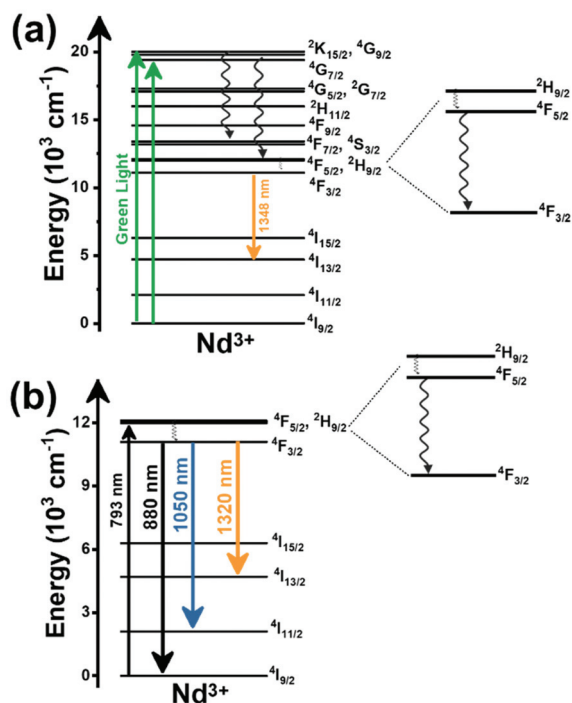 (a)
Energy (10³ cm⁻¹)
20
15
10
5
0
Green Light
1348 nm
²K₁₅/₂, ⁴G₉/₂
⁴G₇/₂
⁴G₅/₂, ²G₇/₂
²H₁₁/₂
⁴F₉/₂
⁴F₇/₂, ⁴S₃/₂
⁴F₅/₂, ²H₉/₂
⁴F₃/₂
⁴I₁₅/₂
⁴I₁₃/₂
⁴I₁₁/₂
⁴I₉/₂
Nd³⁺
²H₉/₂
⁴F₅/₂
⁴F₃/₂
(b)
Energy (10³ cm⁻¹)
12
9
6
3
0
793 nm
880 nm
1050 nm
1320 nm
⁴F₅/₂, ²H₉/₂
⁴F₃/₂
⁴I₁₅/₂
⁴I₁₃/₂
⁴I₁₁/₂
⁴I₉/₂
Nd³⁺
²H₉/₂
⁴F₅/₂
⁴F₃/₂